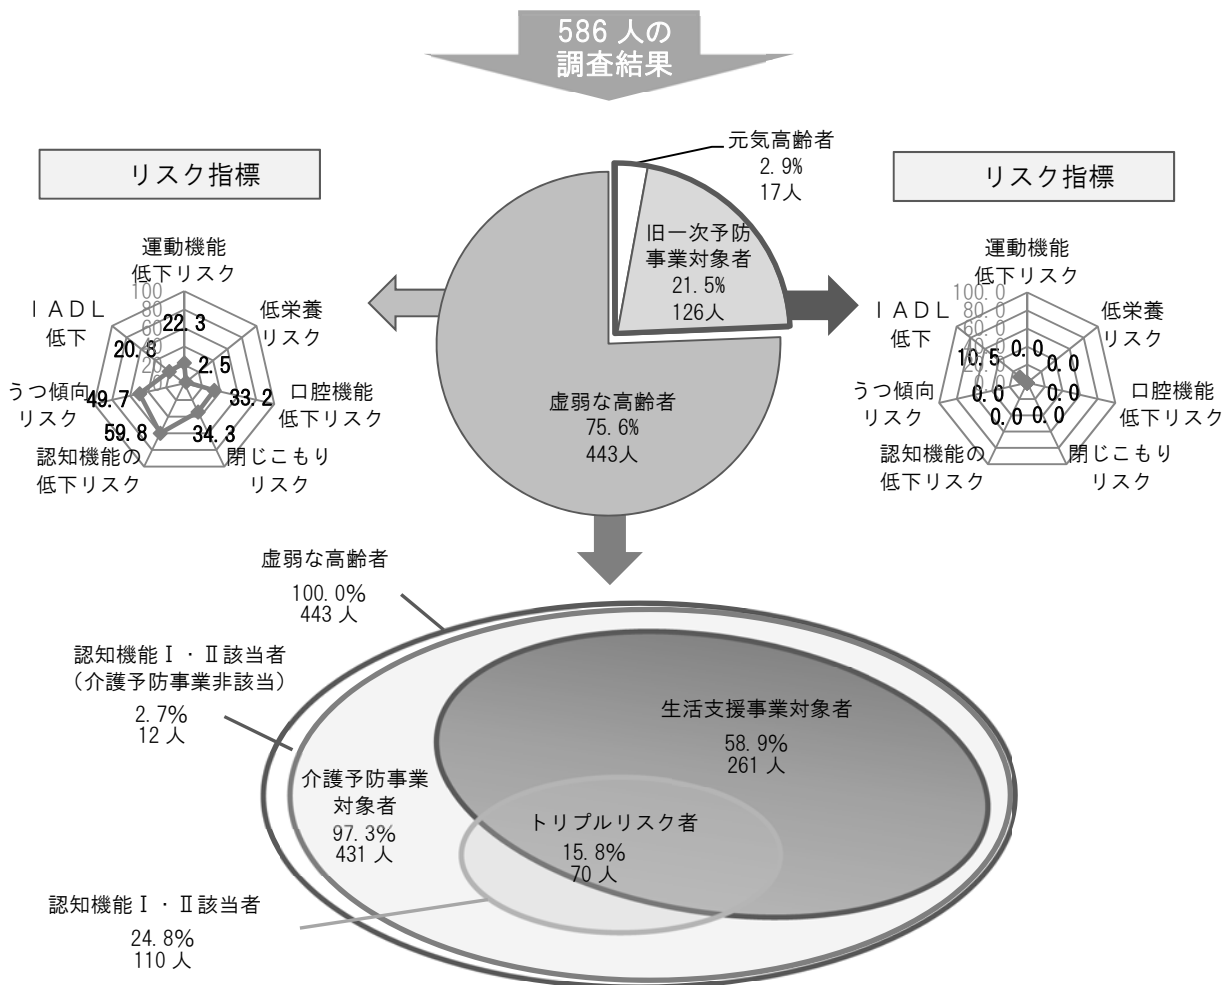 586 人の
調査結果
リスク指標
運動機能
低下リスク
100
80
60
40
20
0
22.3
低栄養
リスク
2.5
口腔機能
低下リスク
33.2
閉じこもり
リスク
34.3
認知機能の
低下リスク
59.8
うつ傾向
リスク
49.7
ＩＡＤＬ
低下
20.8
元気高齢者
2.9%
17人
旧一次予防
事業対象者
21.5%
126人
虚弱な高齢者
75.6%
443人
リスク指標
運動機能
低下リスク
100.0
80.0
60.0
0.0
低栄養
リスク
0.0
口腔機能
低下リスク
0.0
閉じこもり
リスク
0.0
認知機能の
低下リスク
0.0
うつ傾向
リスク
0.0
ＩＡＤＬ
低下
10.5
虚弱な高齢者
100.0%
443 人
認知機能Ⅰ・Ⅱ該当者
（介護予防事業非該当）
2.7%
12 人
生活支援事業対象者
58.9%
261 人
介護予防事業
対象者
97.3%
431 人
トリプルリスク者
15.8%
70 人
認知機能Ⅰ・Ⅱ該当者
24.8%
110 人